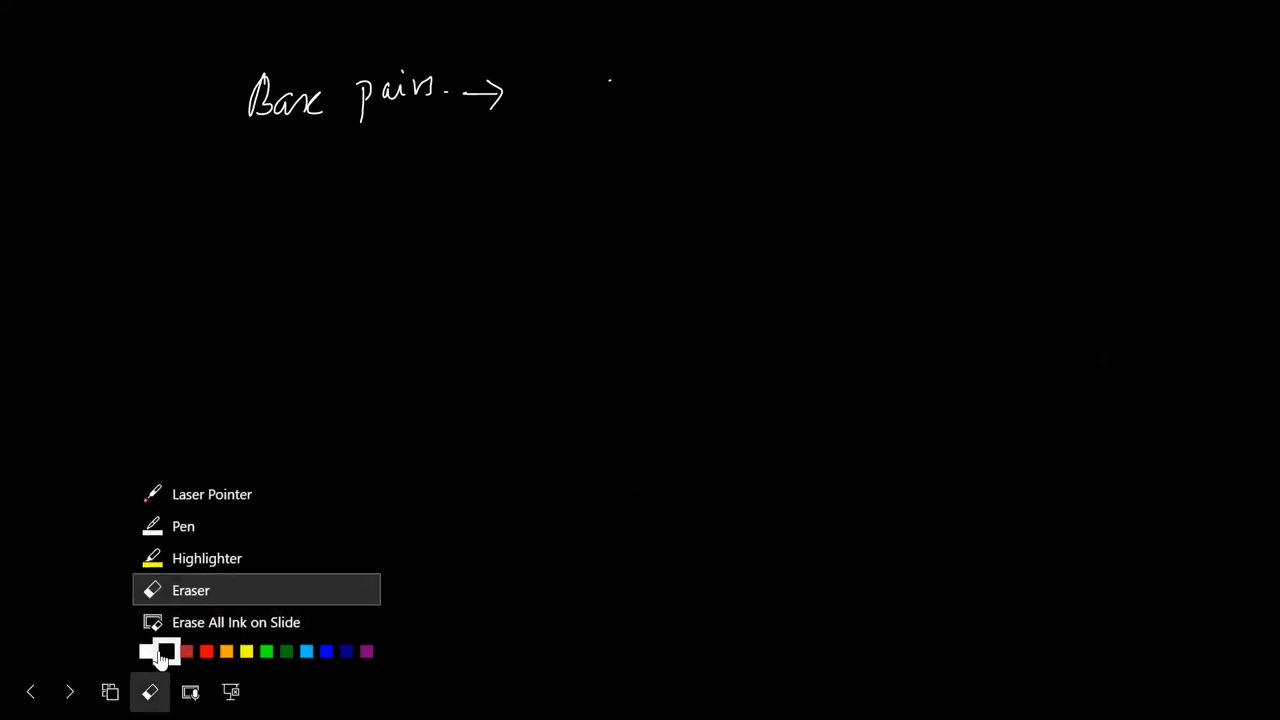 Base pairs. →
Laser Pointer
Pen
Highlighter
Eraser
Erase All Ink on Slide